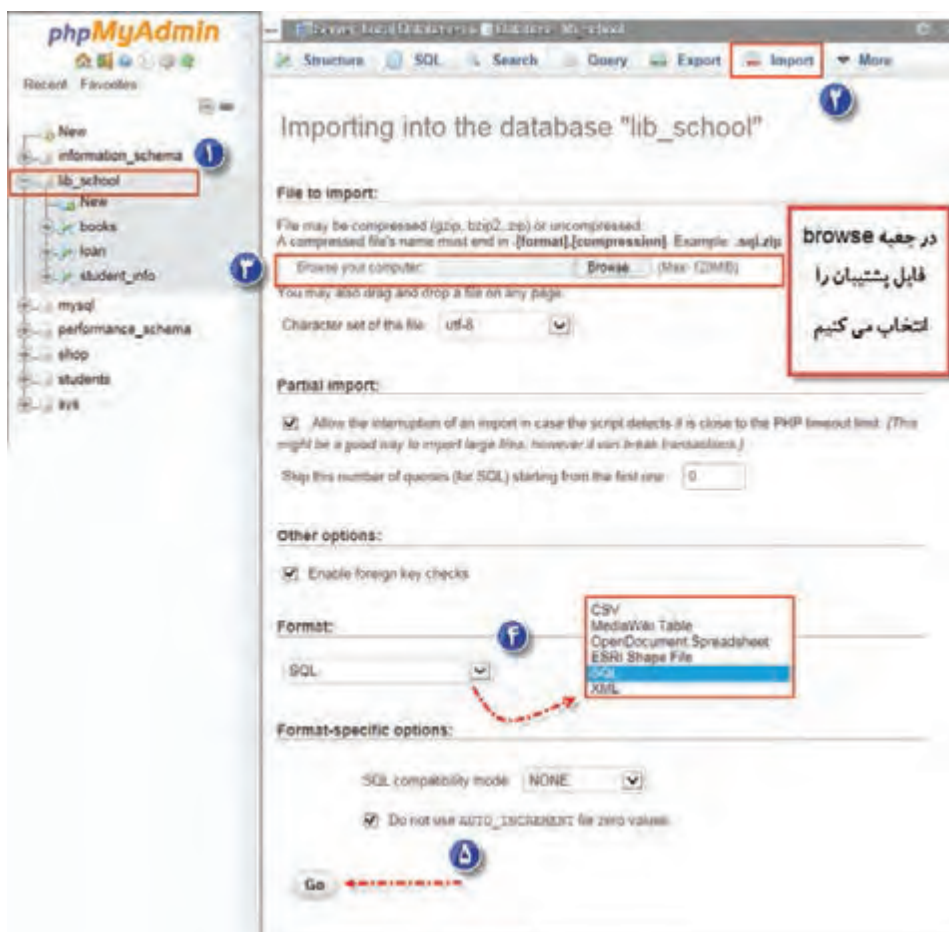 phpMyAdmin
Recent Favorites
New
information_schema
lib_school
New
books
loan
student_info
mysql
performance_schema
shop
students
sys
۱
Structure SQL Search Query Export Import More
۲
Importing into the database "lib_school"
File to import:
File may be compressed (gzip, bzip2, zip) or uncompressed.
A compressed file's name must end in .[format].[compression]. Example: .sql.zip
۳
Browse your computer: Browse... (Max: 128MiB)
You may also drag and drop a file on any page.
Character set of the file: utf-8
در جعبه browse
فایل پشتیبان را
انتخاب می کنیم
Partial import:
Allow the interruption of an import in case the script detects it is close to the PHP timeout limit. (This
might be a good way to import large files, however it can break transactions.)
Skip this number of queries (for SQL) starting from the first one: 0
Other options:
Enable foreign key checks
Format:
۴
SQL
CSV
MediaWiki Table
OpenDocument Spreadsheet
ESRI Shape File
SQL
XML
Format-specific options:
SQL compatibility mode: NONE
Do not use AUTO_INCREMENT for zero values
۵
Go